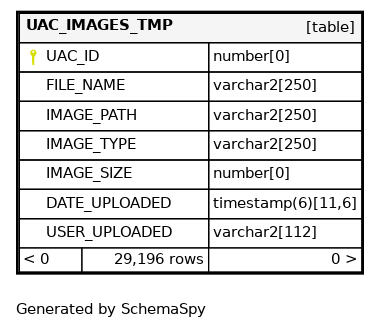 UAC_IMAGES_TMP [table]
UAC_ID number[0]
FILE_NAME varchar2[250]
IMAGE_PATH varchar2[250]
IMAGE_TYPE varchar2[250]
IMAGE_SIZE number[0]
DATE_UPLOADED timestamp(6)[11,6]
USER_UPLOADED varchar2[112]
< 0 29,196 rows 0 >
Generated by SchemaSpy